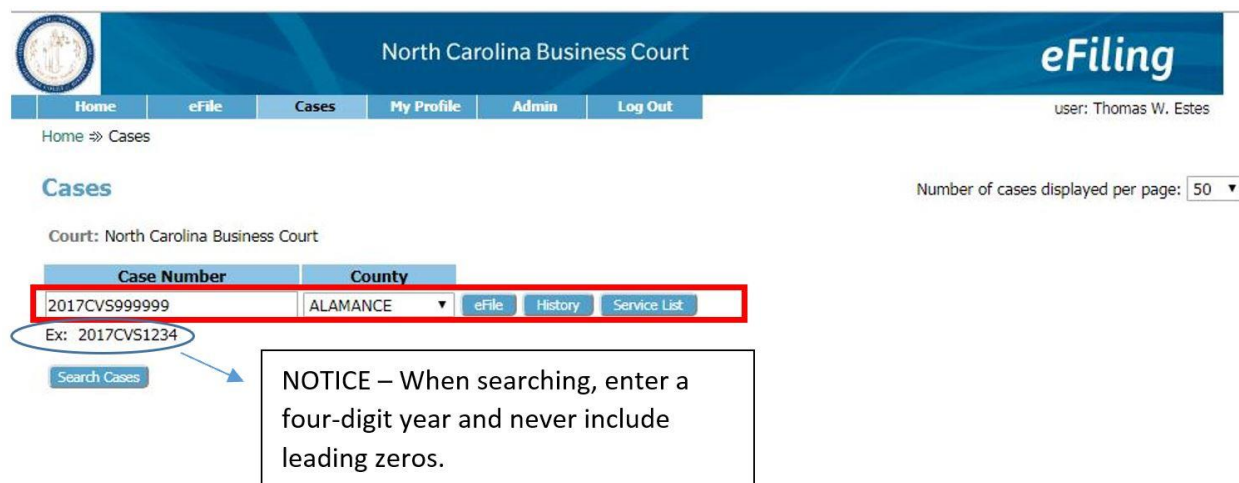 North Carolina Business Court
eFiling
Home eFile Cases My Profile Admin Log Out
user: Thomas W. Estes
Home ⇒ Cases
Cases
Number of cases displayed per page: 50
Court: North Carolina Business Court
Case Number County
2017CVS999999 ALAMANCE eFile History Service List
Ex: 2017CVS1234
Search Cases
NOTICE – When searching, enter a
four-digit year and never include
leading zeros.